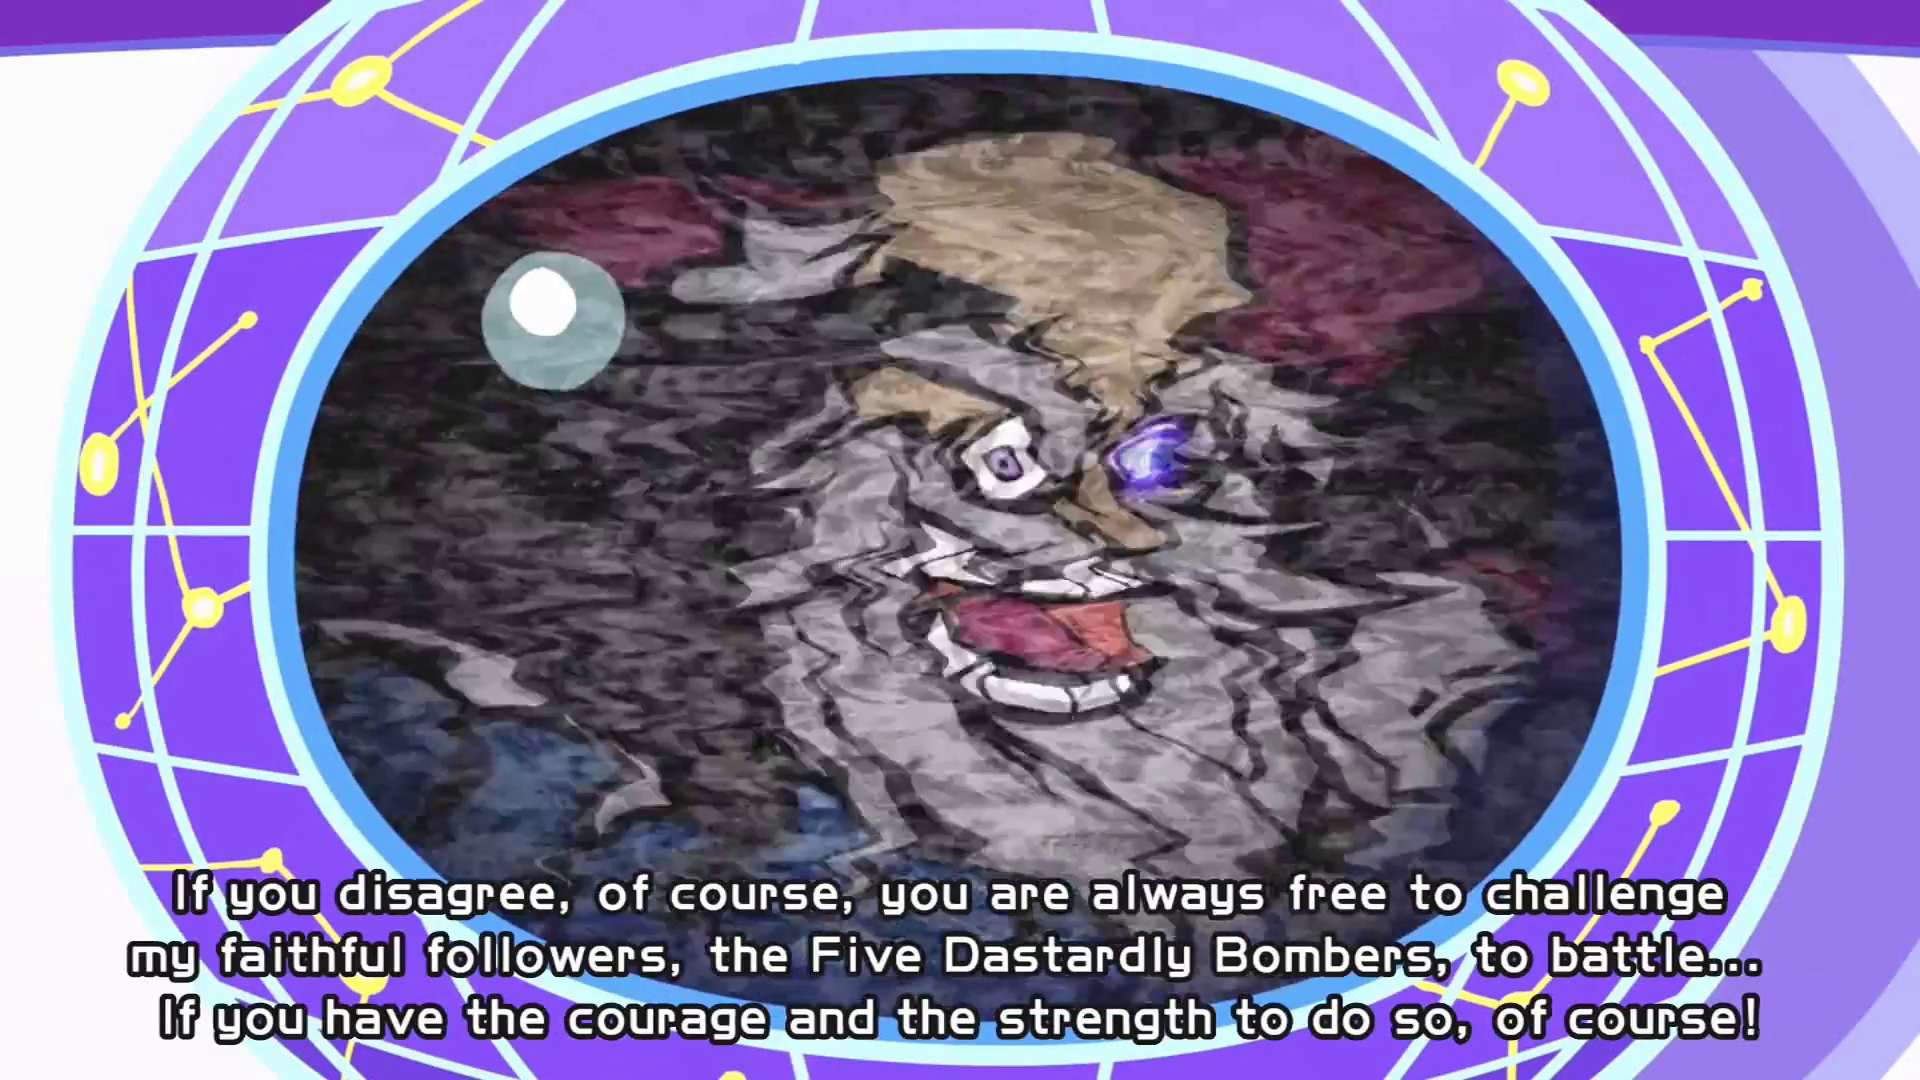 If you disagree, of course, you are always free to challenge
my faithful followers, the Five Dastardly Bombers, to battle...
If you have the courage and the strength to do so, of course!